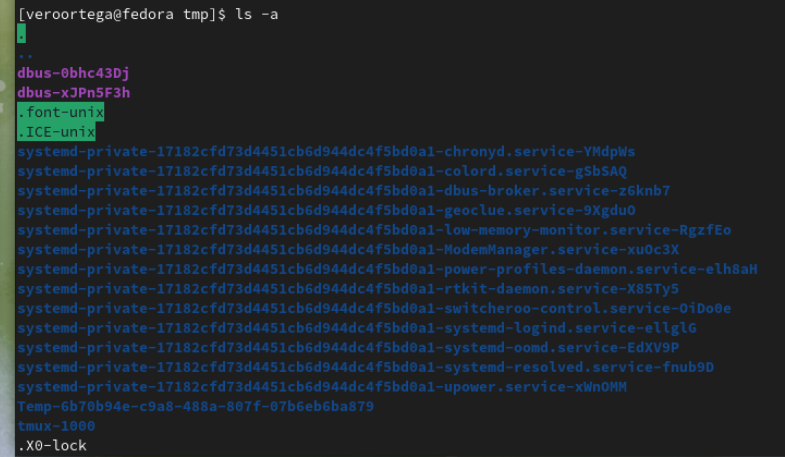 [veroortega@fedora tmp]$ ls -a
.
..
dbus-0bhc43Dj
dbus-xJPn5F3h
.font-unix
.ICE-unix
systemd-private-17182cfd73d4451cb6d944dc4f5bd0a1-chronyd.service-YMdpWs
systemd-private-17182cfd73d4451cb6d944dc4f5bd0a1-colord.service-gSbSAQ
systemd-private-17182cfd73d4451cb6d944dc4f5bd0a1-dbus-broker.service-z6knb7
systemd-private-17182cfd73d4451cb6d944dc4f5bd0a1-geoclue.service-9XgduO
systemd-private-17182cfd73d4451cb6d944dc4f5bd0a1-low-memory-monitor.service-RgzfEo
systemd-private-17182cfd73d4451cb6d944dc4f5bd0a1-ModemManager.service-xuOc3X
systemd-private-17182cfd73d4451cb6d944dc4f5bd0a1-power-profiles-daemon.service-elh8aH
systemd-private-17182cfd73d4451cb6d944dc4f5bd0a1-rtkit-daemon.service-X85Ty5
systemd-private-17182cfd73d4451cb6d944dc4f5bd0a1-switcheroo-control.service-OiDo0e
systemd-private-17182cfd73d4451cb6d944dc4f5bd0a1-systemd-logind.service-ellglG
systemd-private-17182cfd73d4451cb6d944dc4f5bd0a1-systemd-oomd.service-EdXV9P
systemd-private-17182cfd73d4451cb6d944dc4f5bd0a1-systemd-resolved.service-fnub9D
systemd-private-17182cfd73d4451cb6d944dc4f5bd0a1-upower.service-xWnOMM
Temp-6b70b94e-c9a8-488a-807f-07b6eb6ba879
tmux-1000
.X0-lock